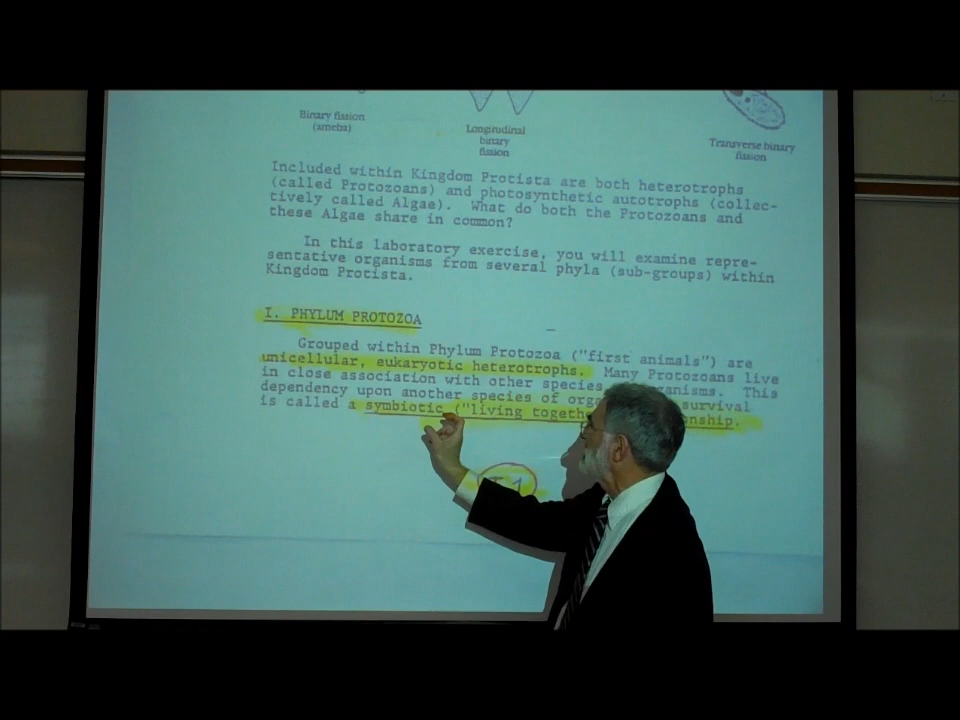 Binary fission
(ameba)
Longitudinal
binary
fission
Transverse binary
fission
Included within Kingdom Protista are both heterotrophs
(called Protozoans) and photosynthetic autotrophs (collec-
tively called Algae). What do both the Protozoans and
these Algae share in common?
In this laboratory exercise, you will examine repre-
sentative organisms from several phyla (sub-groups) within
Kingdom Protista.
I. PHYLUM PROTOZOA
Grouped within Phylum Protozoa ("first animals") are
unicellular, eukaryotic heterotrophs. Many Protozoans live
in close association with other species organisms. This
dependency upon another species of survival
is called a symbiotic ("living